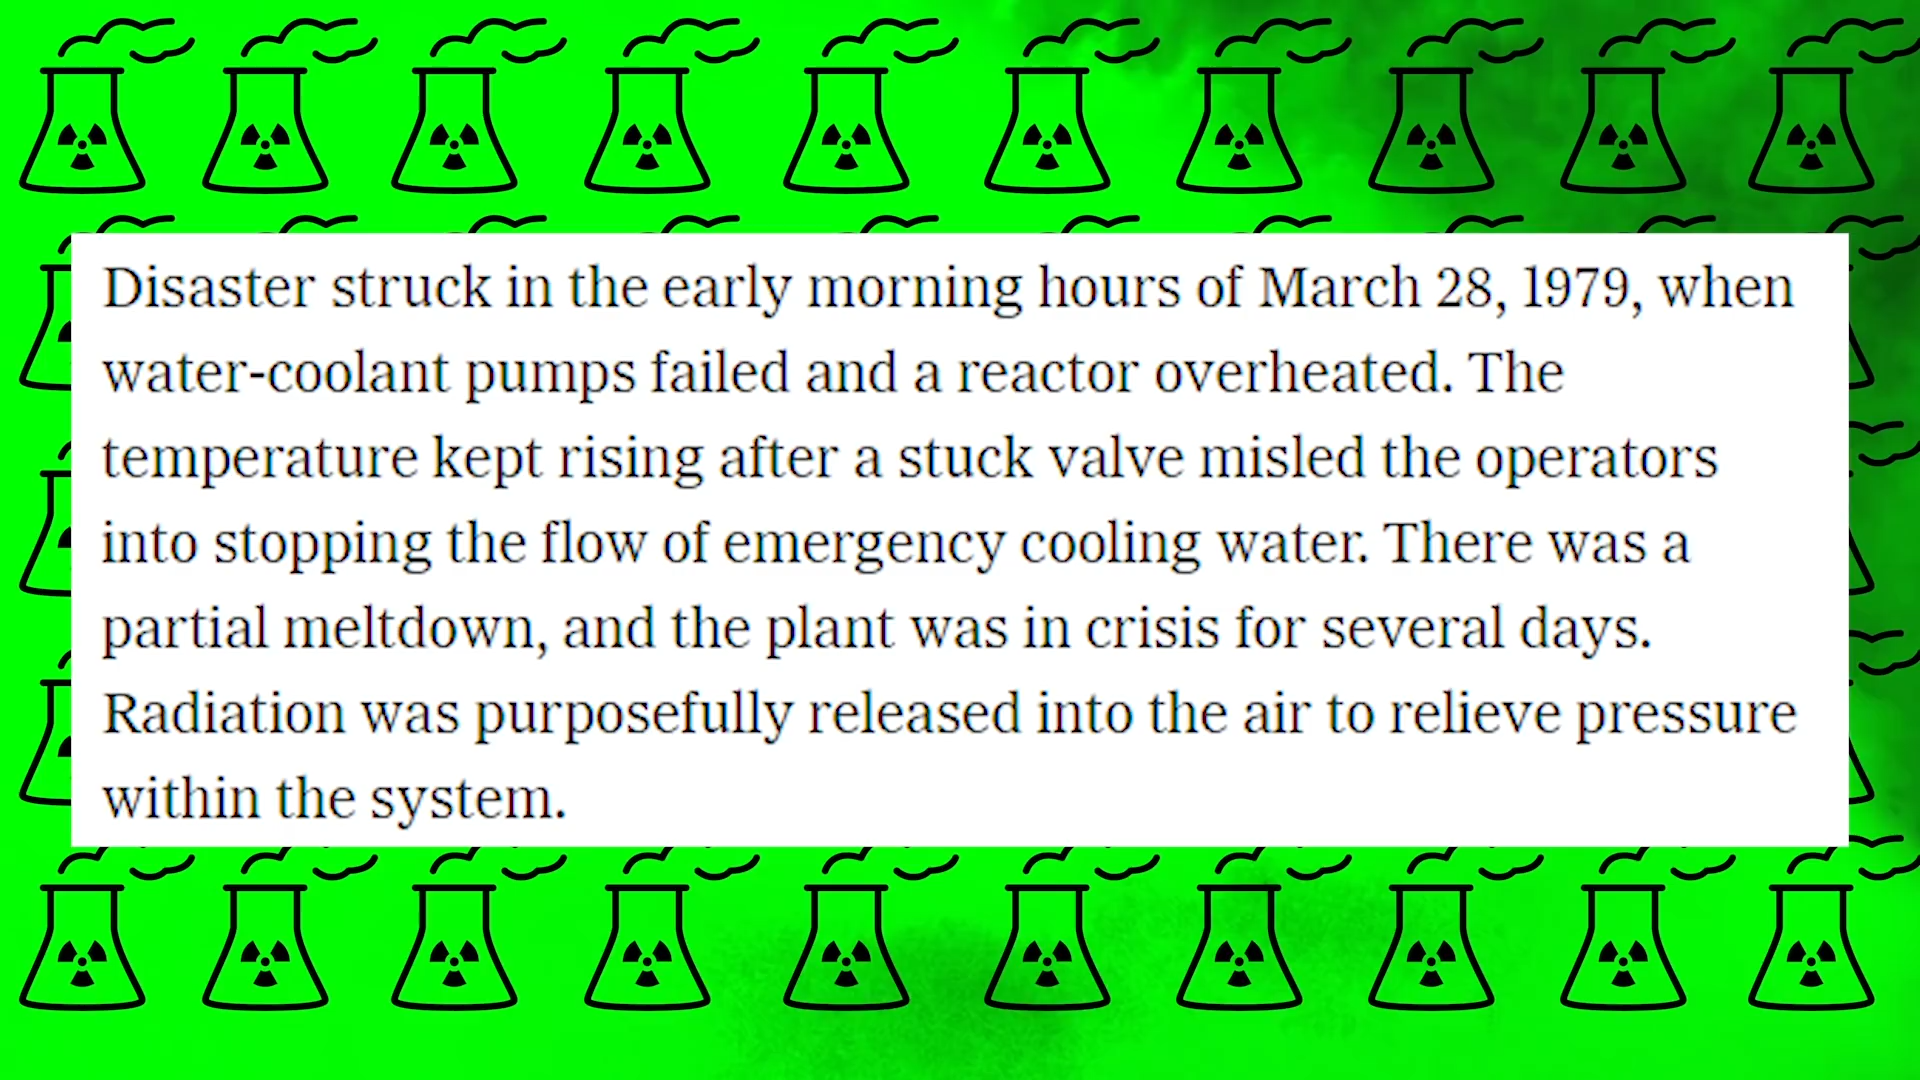 Disaster struck in the early morning hours of March 28, 1979, when
water-coolant pumps failed and a reactor overheated. The
temperature kept rising after a stuck valve misled the operators
into stopping the flow of emergency cooling water. There was a
partial meltdown, and the plant was in crisis for several days.
Radiation was purposefully released into the air to relieve pressure
within the system.